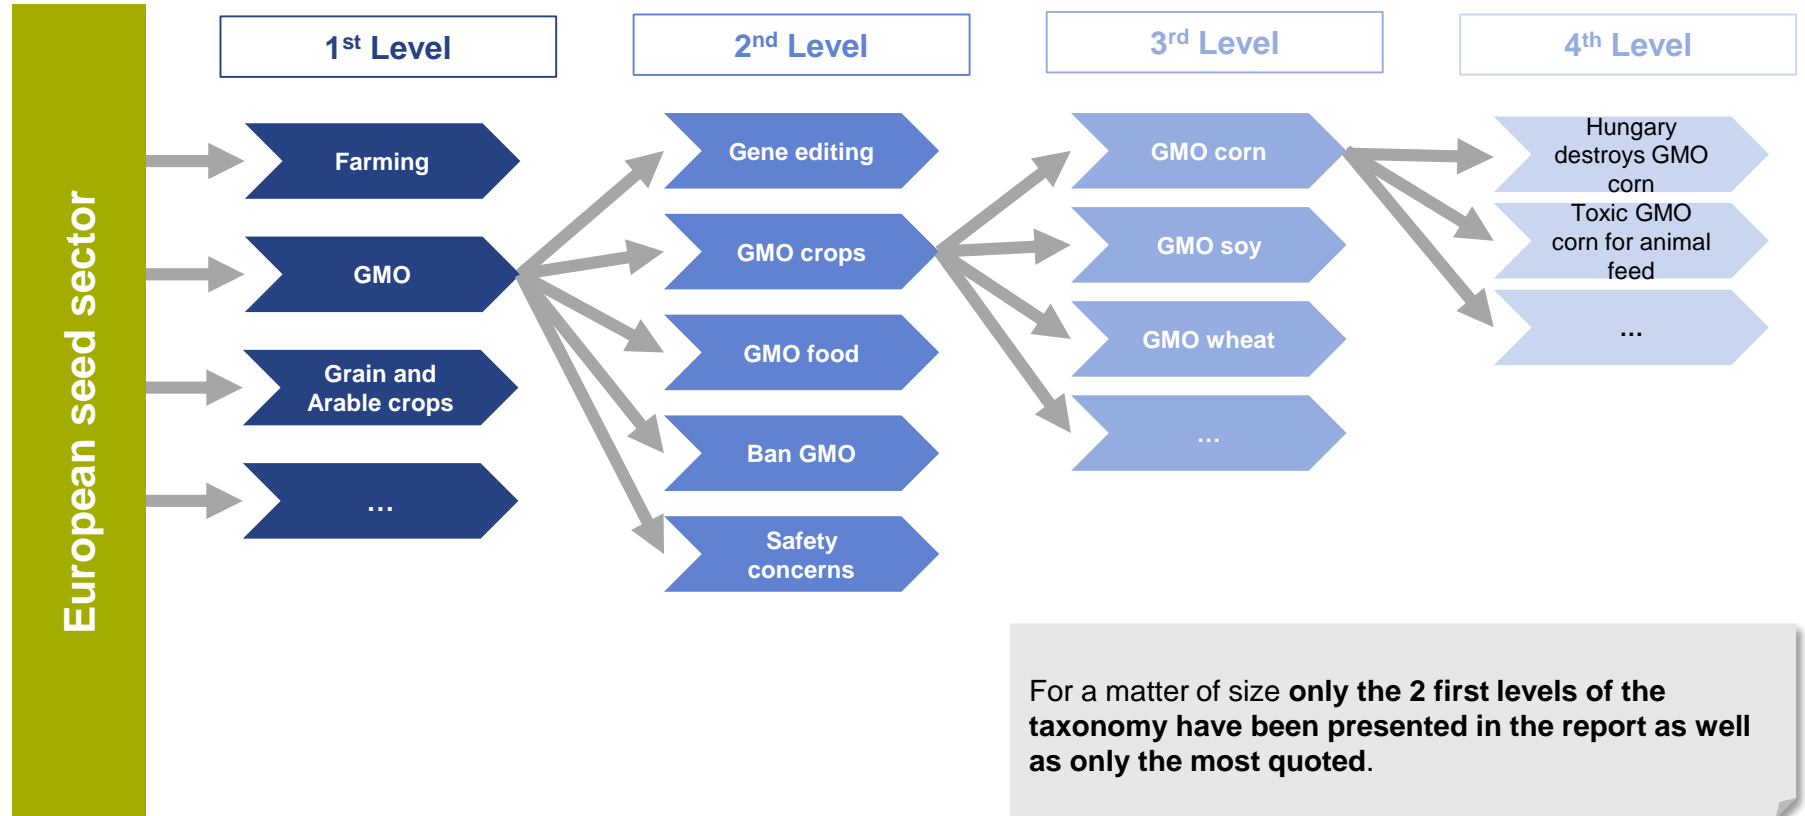 European seed sector
1st Level
2nd Level
3rd Level
4th Level
Farming
GMO
Grain and
Arable crops
...
Gene editing
GMO crops
GMO food
Ban GMO
Safety
concerns
GMO corn
GMO soy
GMO wheat
...
Hungary
destroys GMO
corn
Toxic GMO
corn for animal
feed
...
For a matter of size only the 2 first levels of the
taxonomy have been presented in the report as well
as only the most quoted.